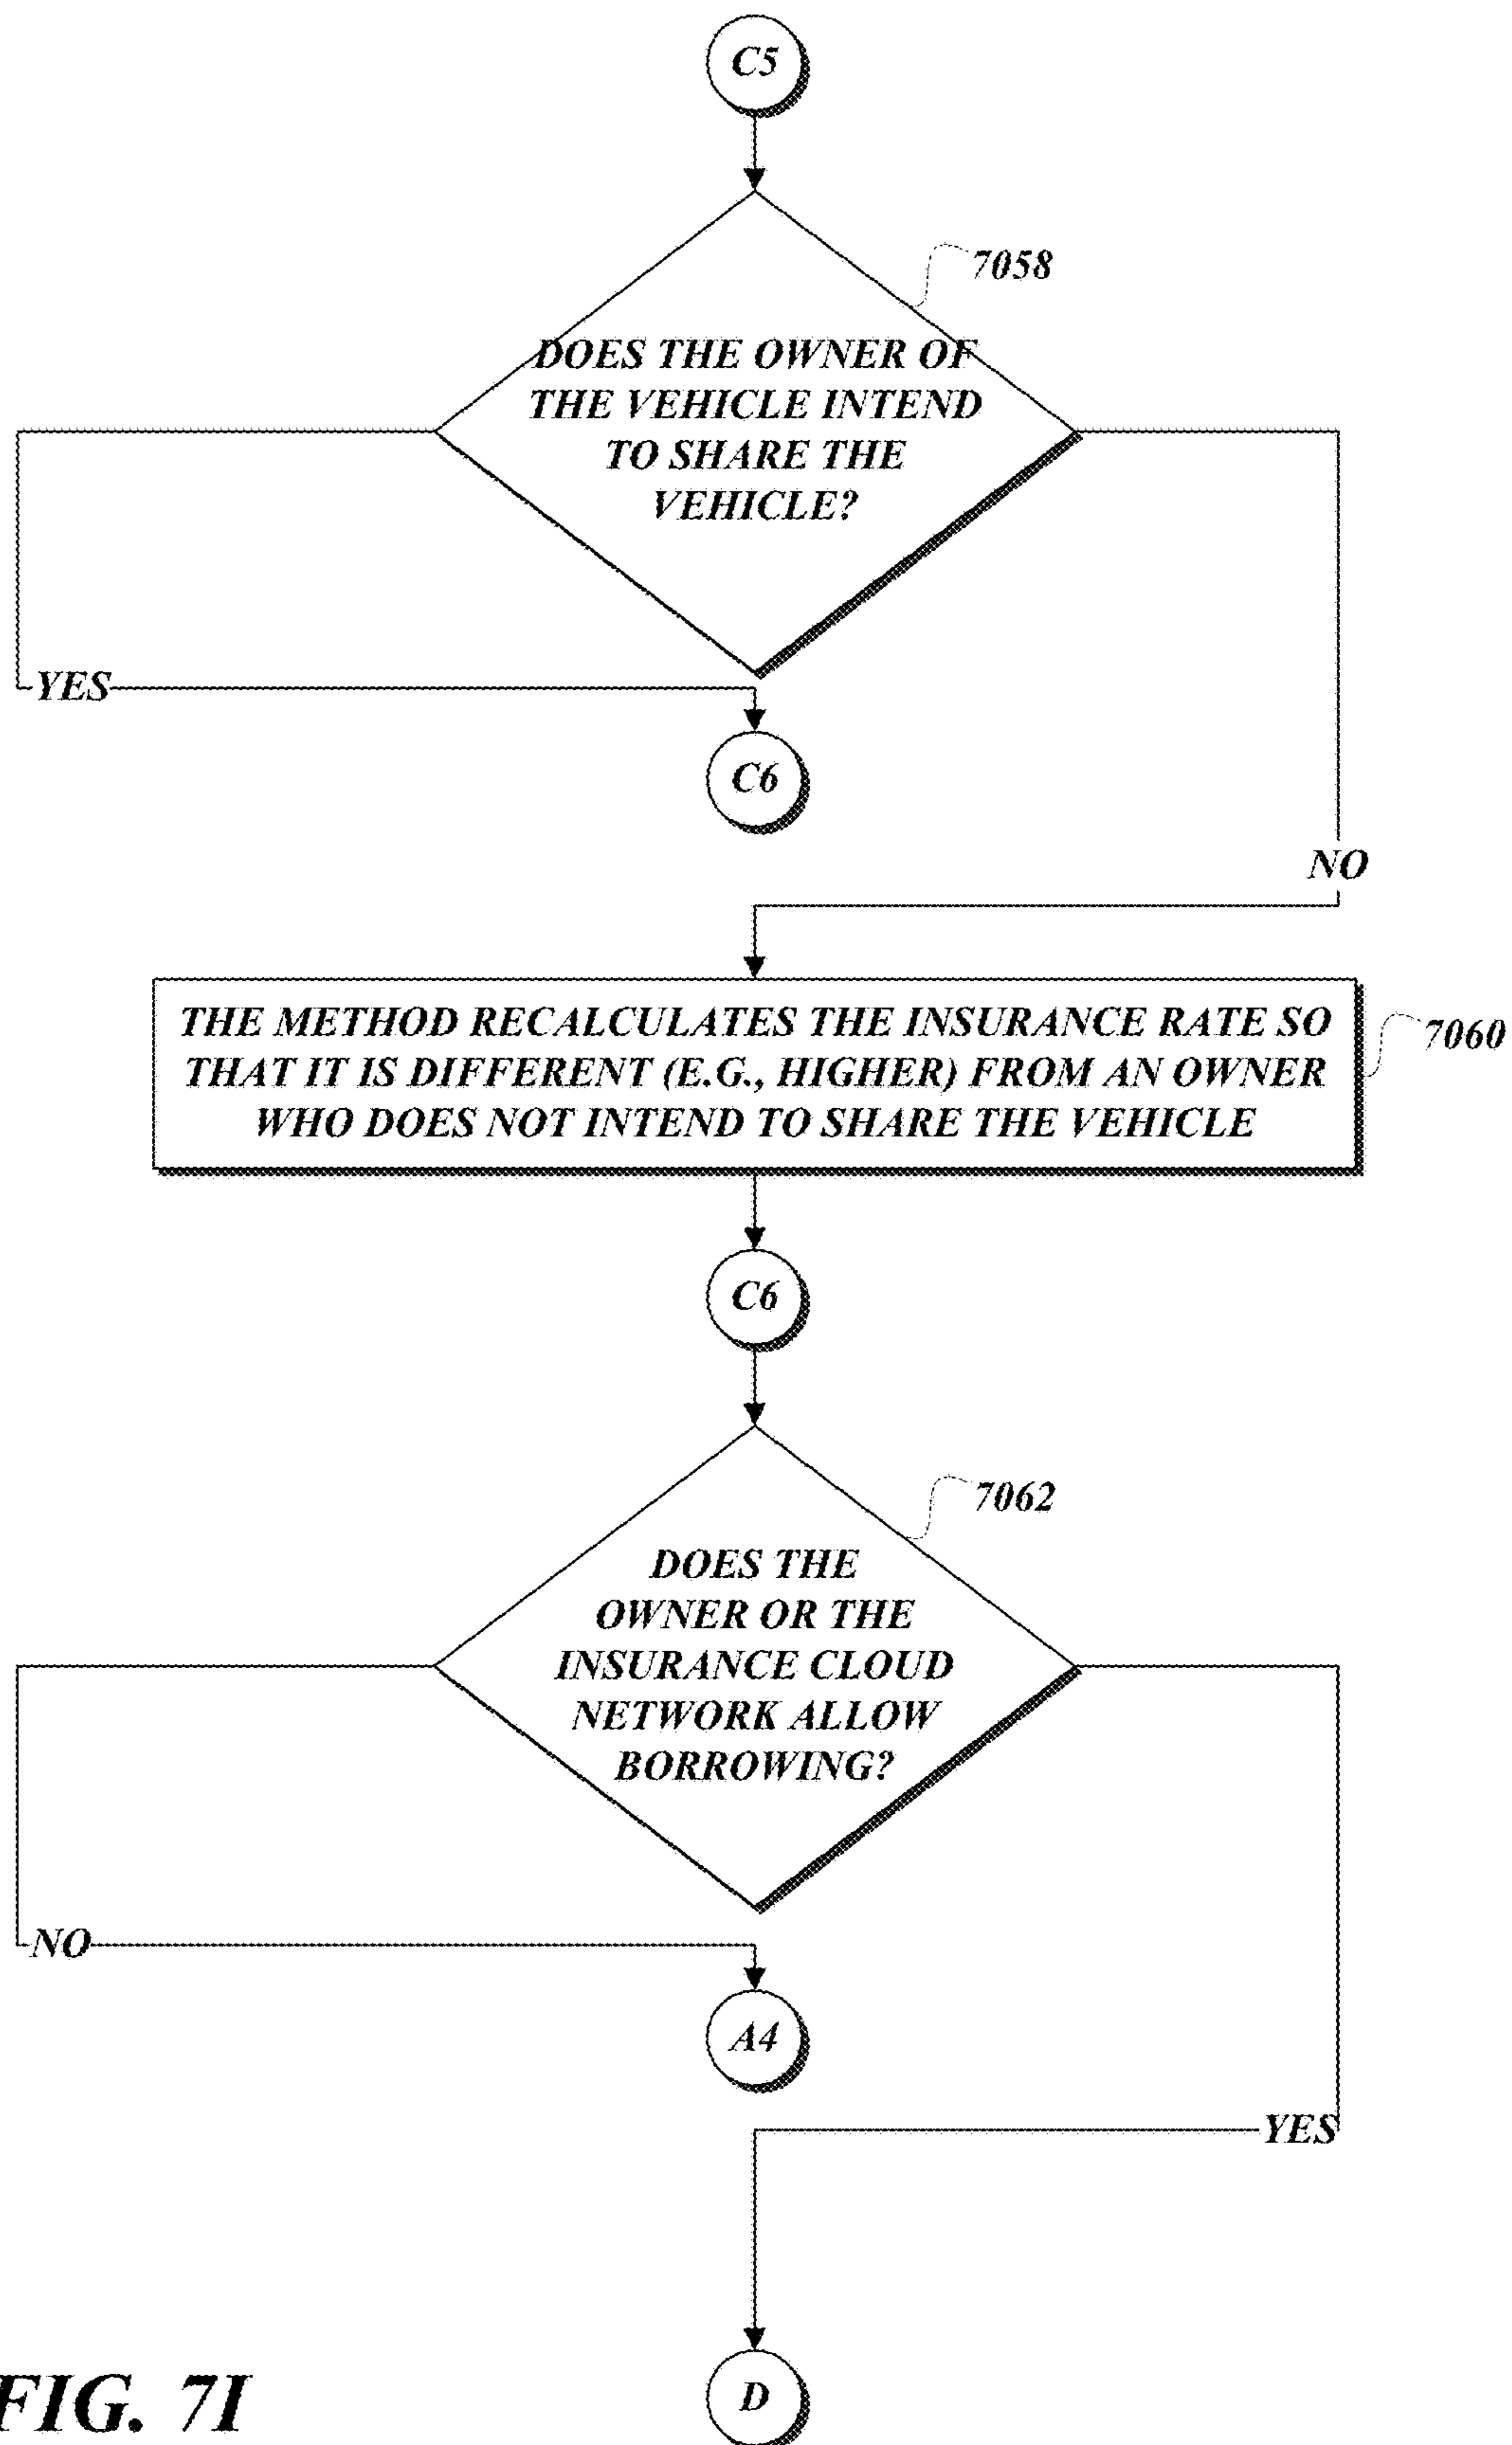 C5
7058
DOES THE OWNER OF
THE VEHICLE INTEND
TO SHARE THE
VEHICLE?
YES
C6
NO
THE METHOD RECALCULATES THE INSURANCE RATE SO
THAT IT IS DIFFERENT (E.G., HIGHER) FROM AN OWNER
WHO DOES NOT INTEND TO SHARE THE VEHICLE
7060
C6
7062
DOES THE
OWNER OR THE
INSURANCE CLOUD
NETWORK ALLOW
BORROWING?
NO
A4
YES
D
FIG. 7I